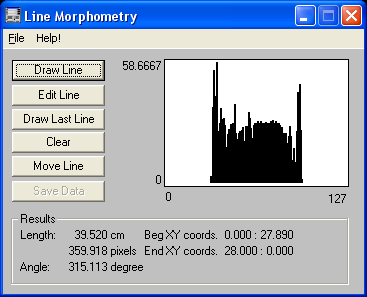 Line Morphometry
File Help!
Draw Line
Edit Line
Draw Last Line
Clear
Move Line
Save Data
58.6667
0
0 127
Results
Length: 39.520 cm Beg XY coords. 0.000 : 27.890
359.918 pixels End XY coords. 28.000 : 0.000
Angle: 315.113 degree